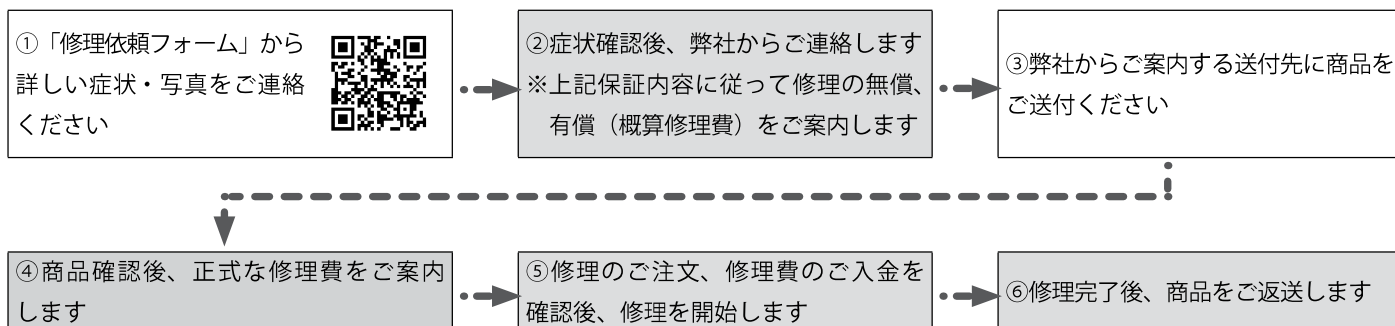 ①「修理依頼フォーム」から
詳しい症状・写真をご連絡
ください
②症状確認後、弊社からご連絡します
※上記保証内容に従って修理の無償、
有償（概算修理費）をご案内します
③弊社からご案内する送付先に商品を
ご送付ください
④商品確認後、正式な修理費をご案内
します
⑤修理のご注文、修理費のご入金を
確認後、修理を開始します
⑥修理完了後、商品をご返送します